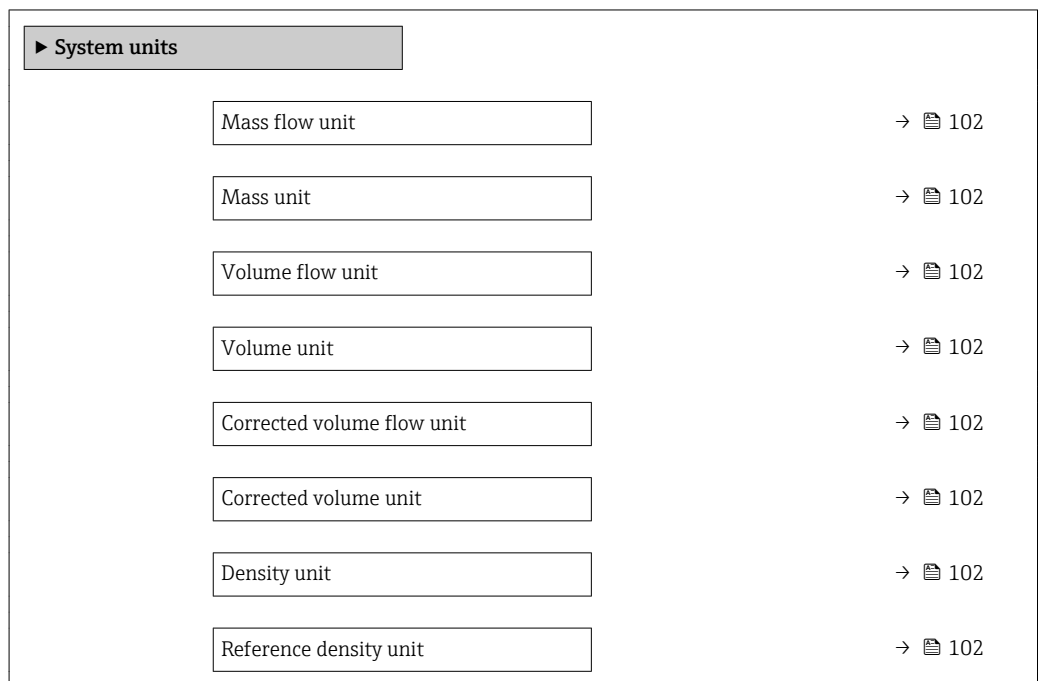 ▶ System units
Mass flow unit → 102
Mass unit → 102
Volume flow unit → 102
Volume unit → 102
Corrected volume flow unit → 102
Corrected volume unit → 102
Density unit → 102
Reference density unit → 102